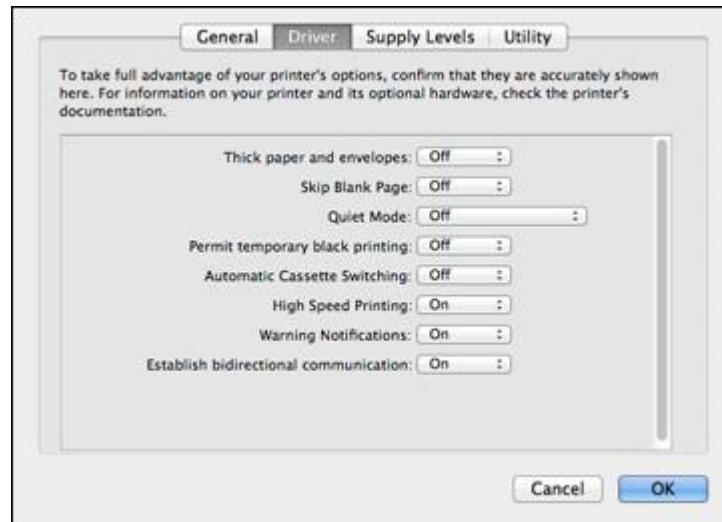 General Driver Supply Levels Utility
To take full advantage of your printer's options, confirm that they are accurately shown
here. For information on your printer and its optional hardware, check the printer's
documentation.
Thick paper and envelopes: Off
Skip Blank Page: Off
Quiet Mode: Off
Permit temporary black printing: Off
Automatic Cassette Switching: Off
High Speed Printing: On
Warning Notifications: On
Establish bidirectional communication: On
Cancel OK